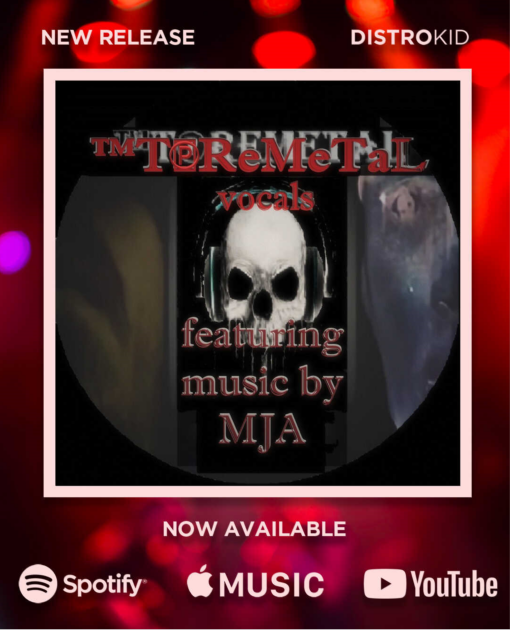 NEW RELEASE
DISTROKID
™T℗ReMeTaL
vocals
featuring
music by
MJA
NOW AVAILABLE
Spotify
MUSIC
YouTube